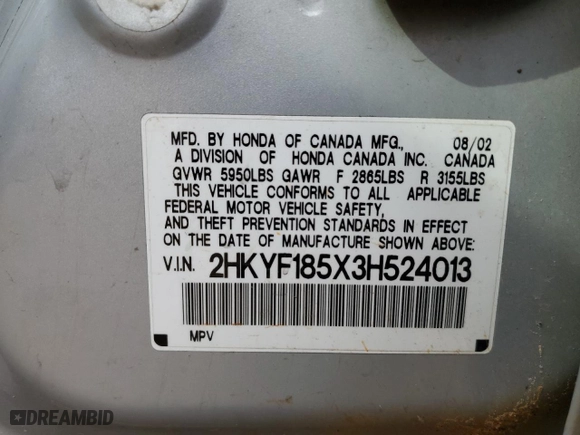 MFD. BY HONDA OF CANADA MFG., 08/02
A DIVISION OF HONDA CANADA INC. CANADA
GVWR 5950LBS GAWR F 2865LBS R 3155LBS
THIS VEHICLE CONFORMS TO ALL APPLICABLE
FEDERAL MOTOR VEHICLE SAFETY,
AND THEFT PREVENTION STANDARDS IN EFFECT
ON THE DATE OF MANUFACTURE SHOWN ABOVE:
V.I.N. 2HKYF185X3H524013
MPV
DREAMBID